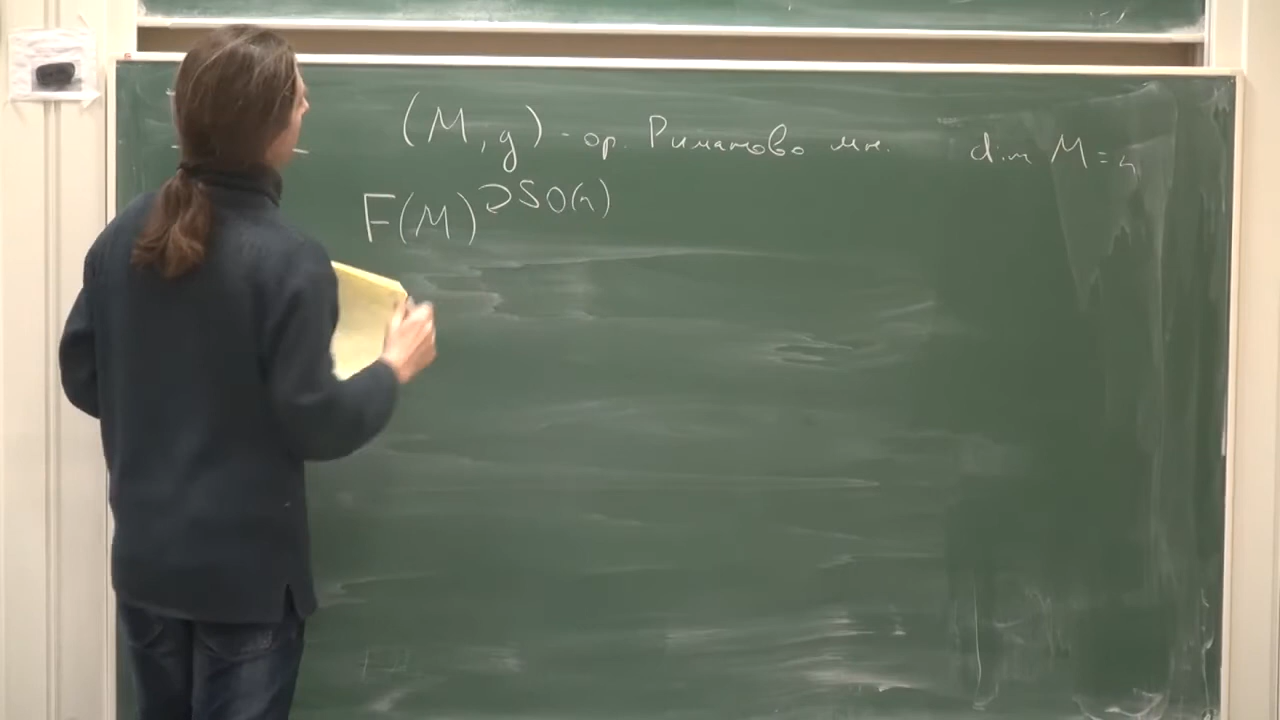 (M, g) - ор. Риманово мн. dim M = n
F(M) ⤸ SO(n)